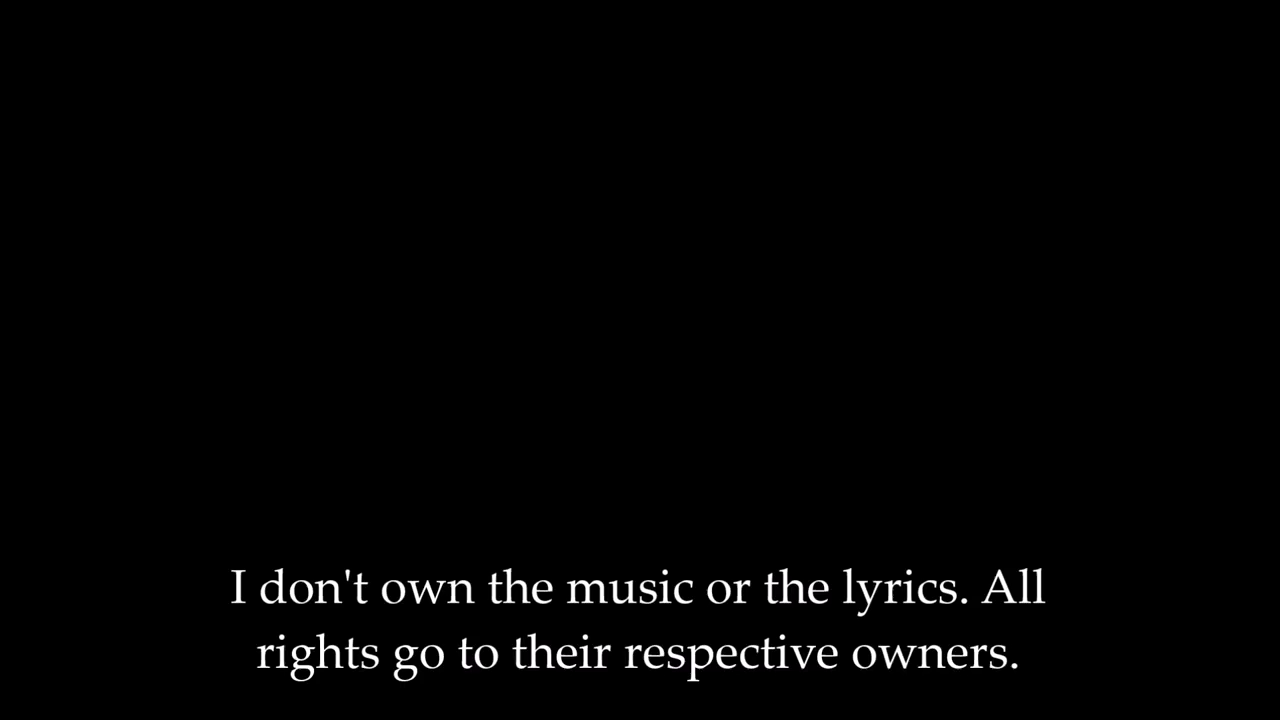 I don't own the music or the lyrics. All
rights go to their respective owners.